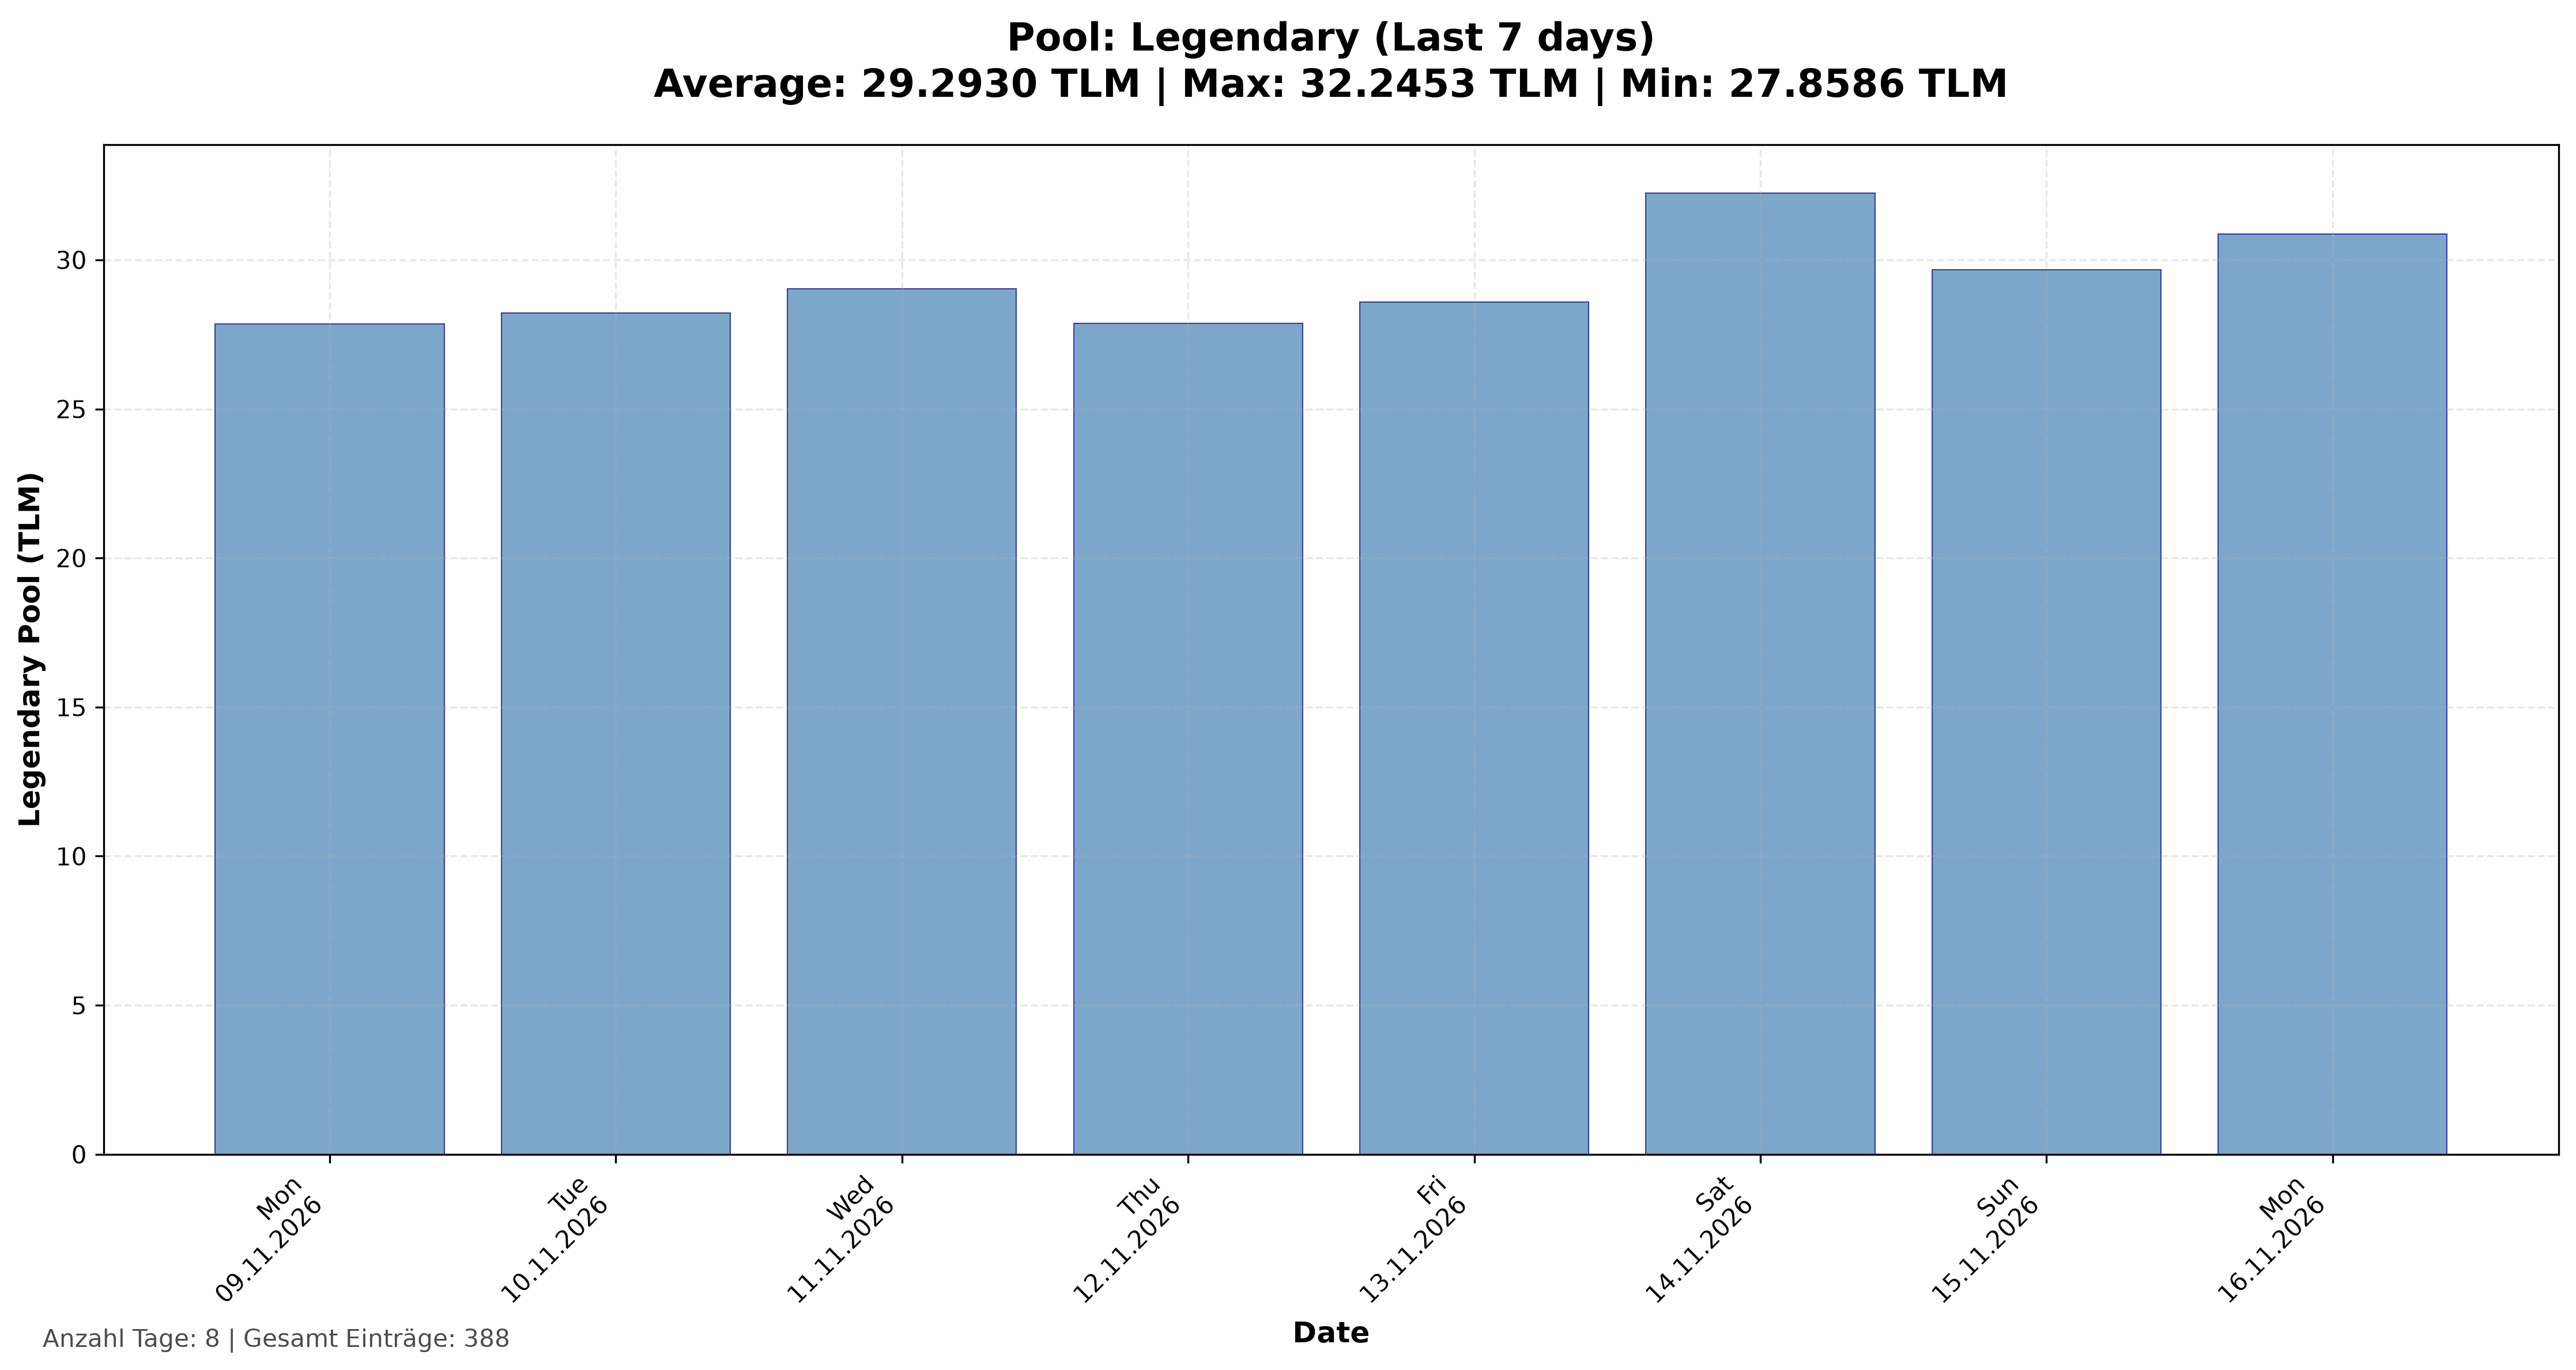 Pool: Legendary (Last 7 days)
Average: 29.2930 TLM | Max: 32.2453 TLM | Min: 27.8586 TLM
Legendary Pool (TLM)
30
25
20
15
10
5
0
Mon
09.11.2026
Tue
10.11.2026
Wed
11.11.2026
Thu
12.11.2026
Fri
13.11.2026
Sat
14.11.2026
Sun
15.11.2026
Mon
16.11.2026
Date
Anzahl Tage: 8 | Gesamt Einträge: 388